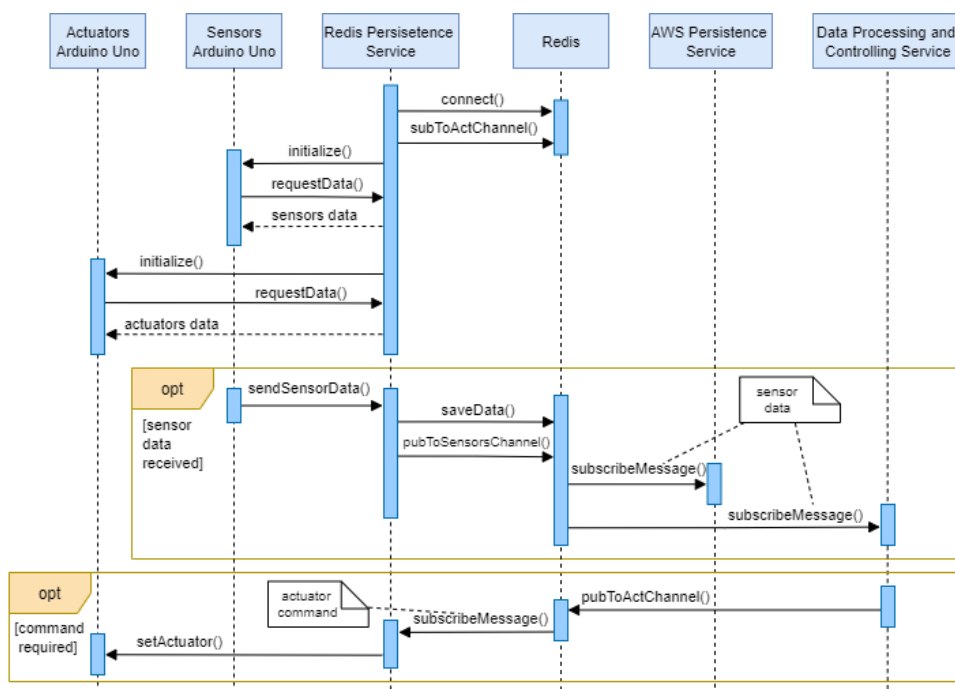 Actuators
Arduino Uno
Sensors
Arduino Uno
Redis Persisetence
Service
Redis
AWS Persistence
Service
Data Processing and
Controlling Service
connect()
subToActChannel()
initialize()
requestData()
sensors data
initialize()
requestData()
actuators data
opt
[sensor
data
received]
sendSensorData()
saveData()
pubToSensorsChannel()
sensor
data
subscribeMessage()
subscribeMessage()
opt
[command
required]
actuator
command
pubToActChannel()
subscribeMessage()
setActuator()